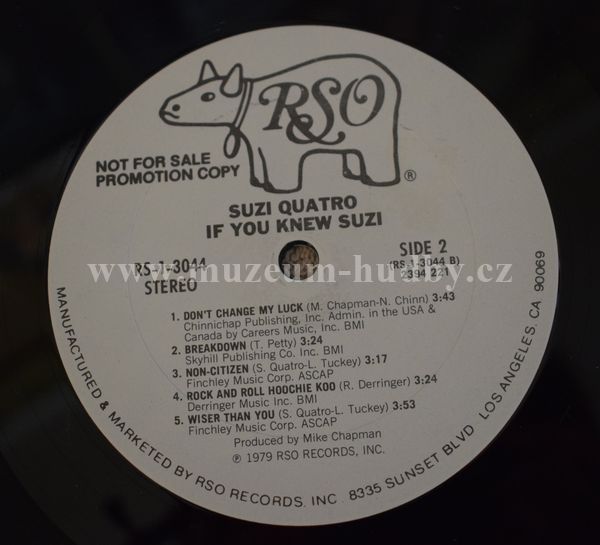 RSO
®
NOT FOR SALE
PROMOTION COPY
SUZI QUATRO
IF YOU KNEW SUZI
RS-1-3044
STEREO
SIDE 2
(RS-1-3044 B)
2394 221
www.muzeum-hudby.cz
1. DON'T CHANGE MY LUCK (M. Chapman-N. Chinn) 3:43
Chinnichap Publishing, Inc. Admin. in the USA &
Canada by Careers Music, Inc. BMI
2. BREAKDOWN (T. Petty) 3:24
Skyhill Publishing Co. Inc. BMI
3. NON-CITIZEN (S. Quatro-L. Tuckey) 3:17
Finchley Music Corp. ASCAP
4. ROCK AND ROLL HOOCHIE KOO (R. Derringer) 3:24
Derringer Music Inc. BMI
5. WISER THAN YOU (S. Quatro-L. Tuckey) 3:53
Finchley Music Corp. ASCAP
Produced by Mike Chapman
℗ 1979 RSO RECORDS, INC.
MANUFACTURED & MARKETED BY RSO RECORDS, INC. 8335 SUNSET BLVD LOS ANGELES, CA 90069